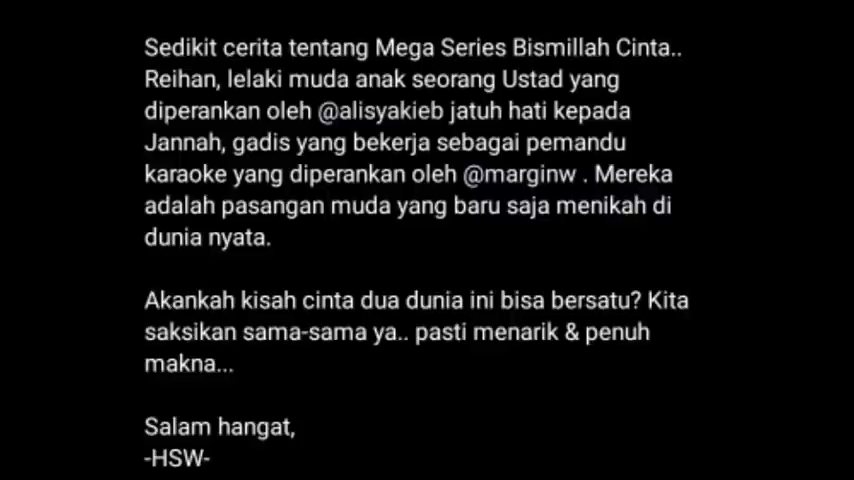 Sedikit cerita tentang Mega Series Bismillah Cinta..
Reihan, lelaki muda anak seorang Ustad yang
diperankan oleh @alisyakieb jatuh hati kepada
Jannah, gadis yang bekerja sebagai pemandu
karaoke yang diperankan oleh @marginw . Mereka
adalah pasangan muda yang baru saja menikah di
dunia nyata.
Akankah kisah cinta dua dunia ini bisa bersatu? Kita
saksikan sama-sama ya.. pasti menarik & penuh
makna...
Salam hangat,
-HSW-